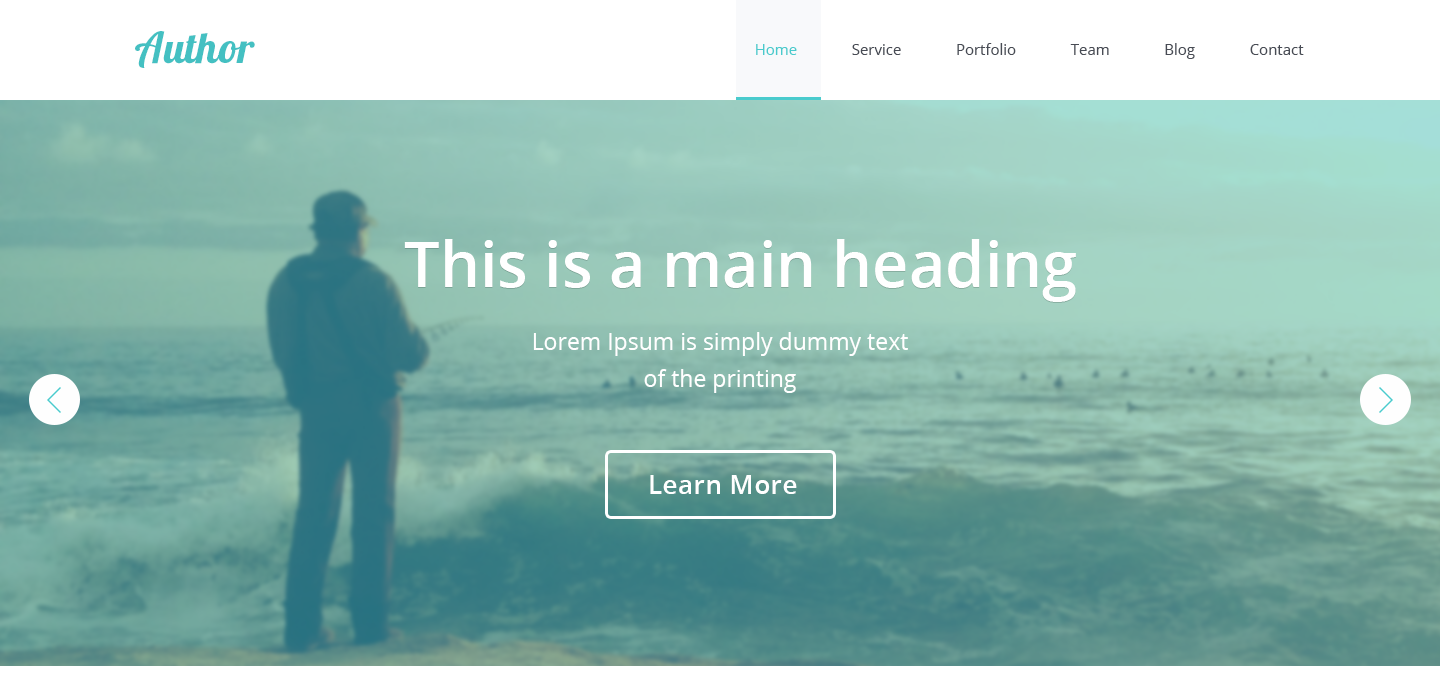 Author
Home Service Portfolio Team Blog Contact
This is a main heading
Lorem Ipsum is simply dummy text
of the printing
Learn More